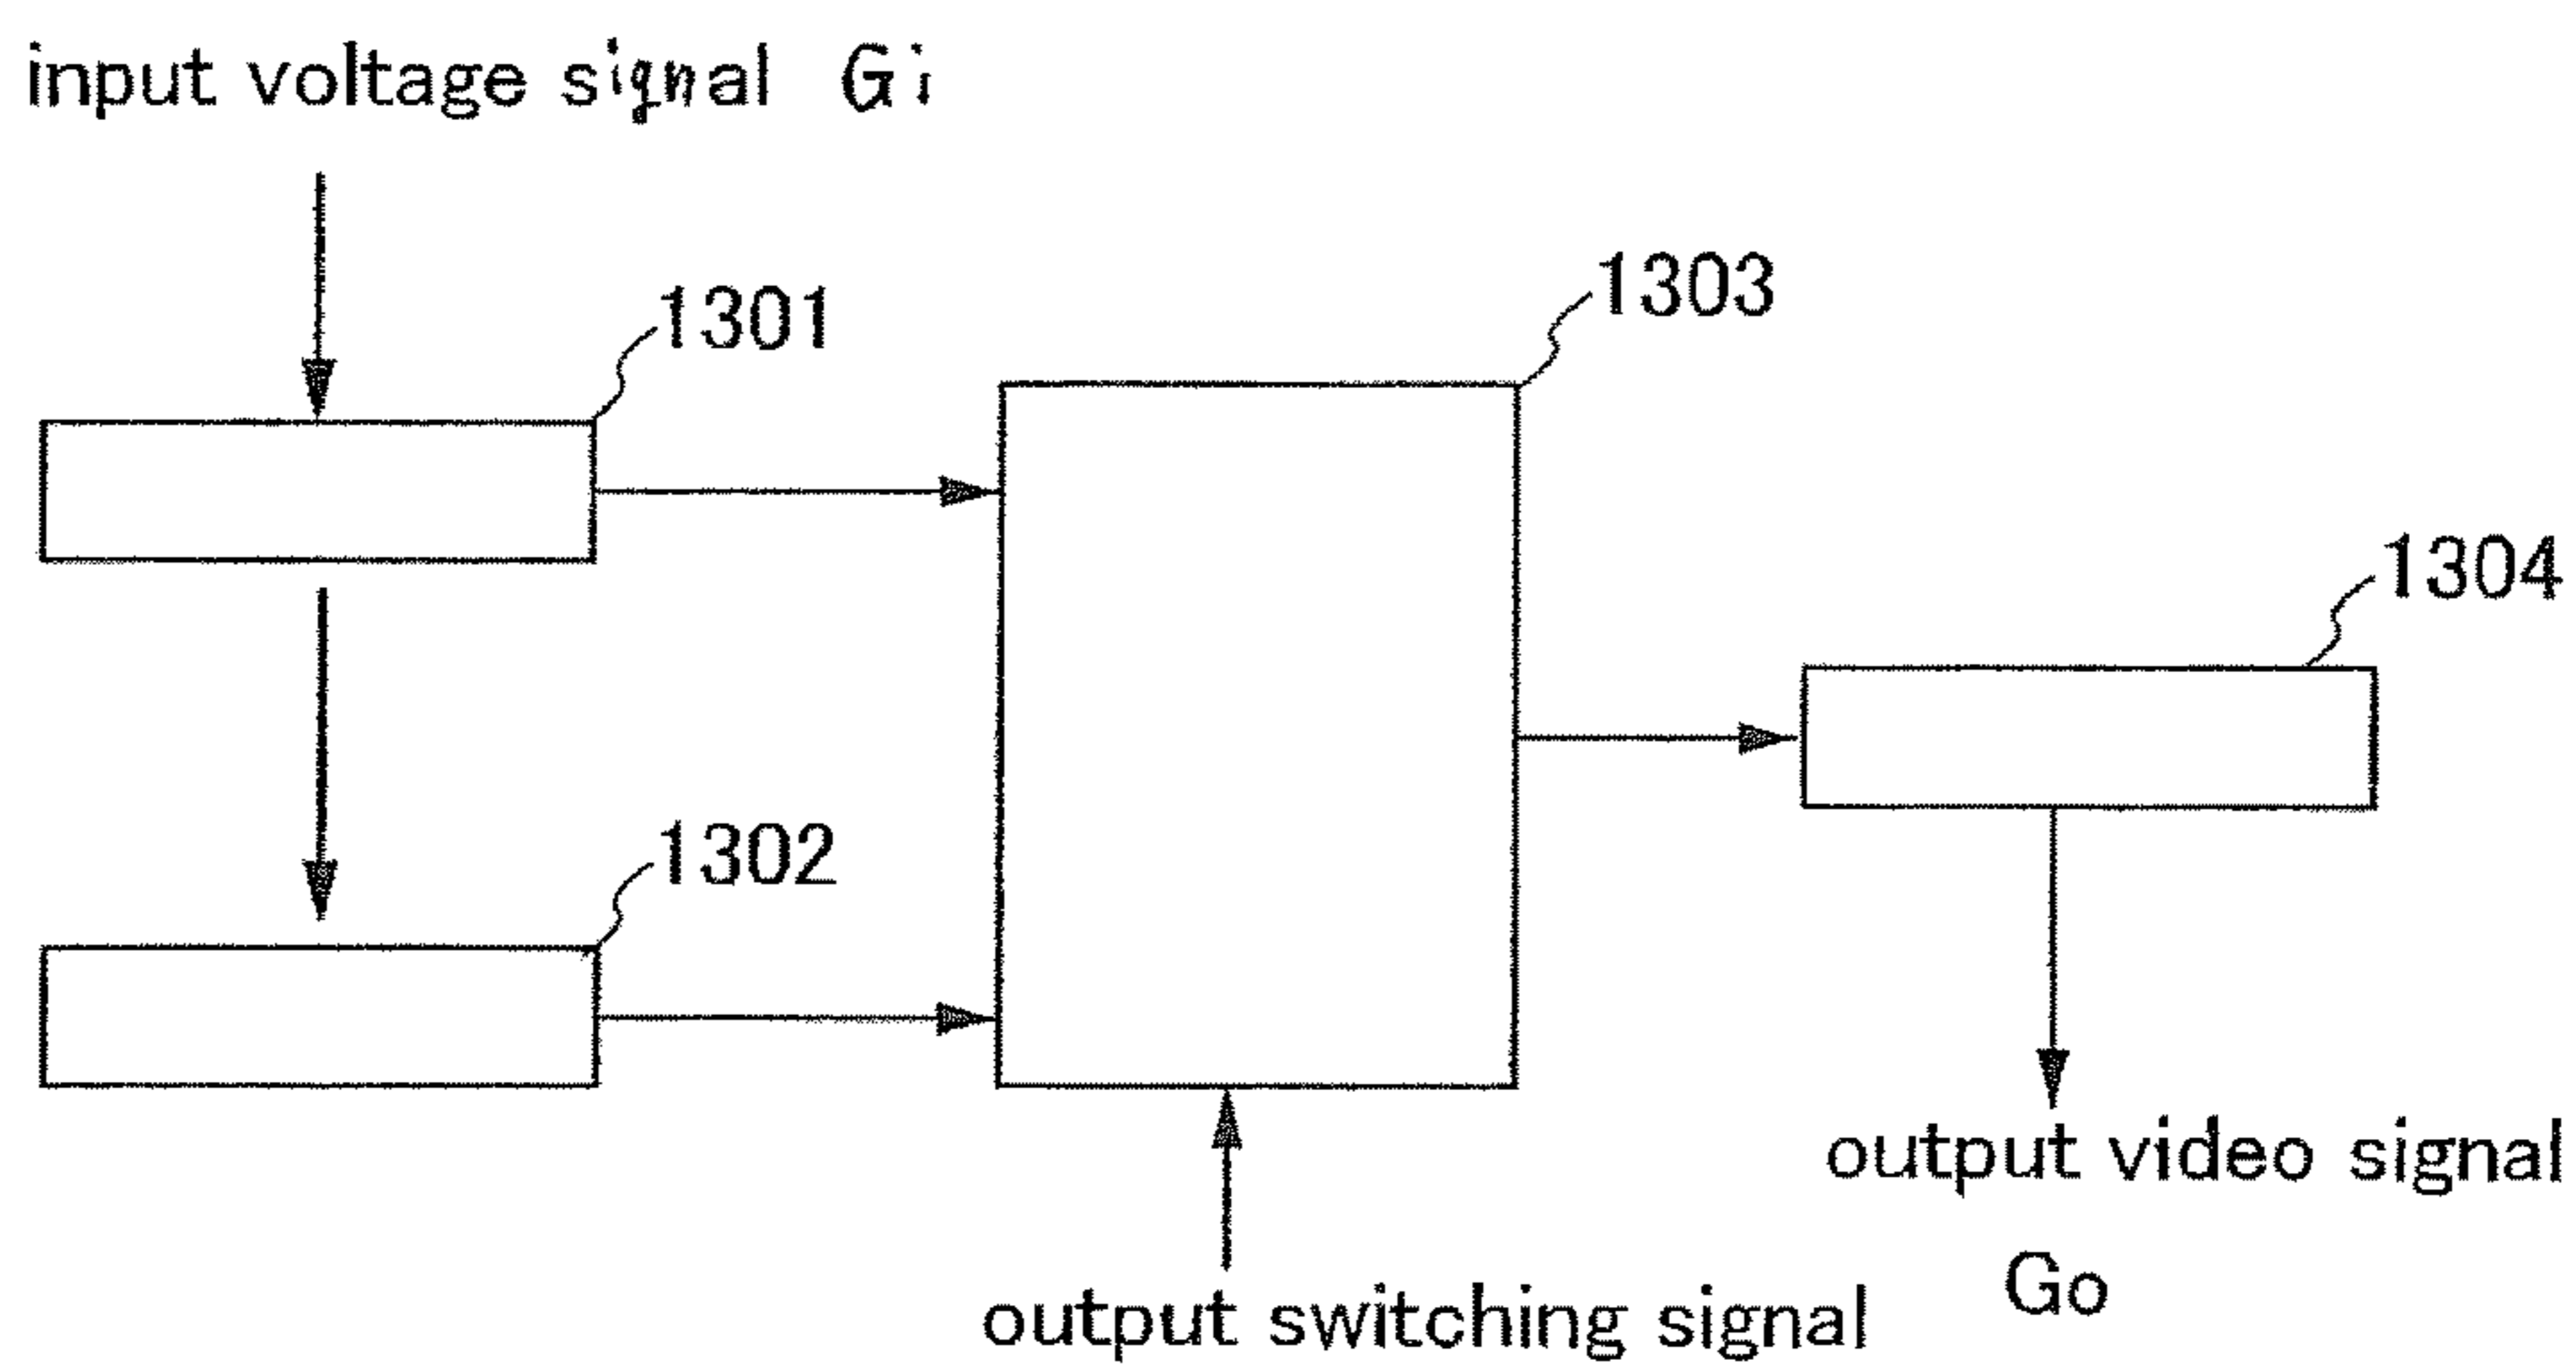 input voltage signal Gi
1301
1303
1304
1302
output video signal
Go
output switching signal